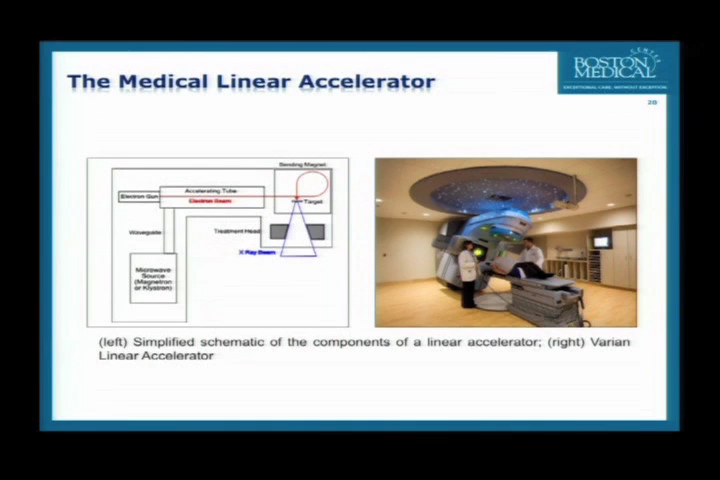 The Medical Linear Accelerator
CENTER
BOSTON
MEDICAL
EXCEPTIONAL CARE. WITHOUT EXCEPTION
20
Bending Magnet
Electron Gun
Accelerating Tube
Electron Beam
Target
Waveguide
Treatment Head
X Ray Beam
Microwave
Source
(Magnetron
or Klystron)
(left) Simplified schematic of the components of a linear accelerator; (right) Varian
Linear Accelerator